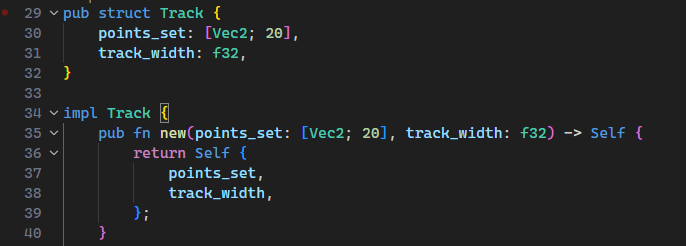 29 pub struct Track {
30     points_set: [Vec2; 20],
31     track_width: f32,
32 }
33
34 impl Track {
35     pub fn new(points_set: [Vec2; 20], track_width: f32) -> Self {
36         return Self {
37             points_set,
38             track_width,
39         };
40     }